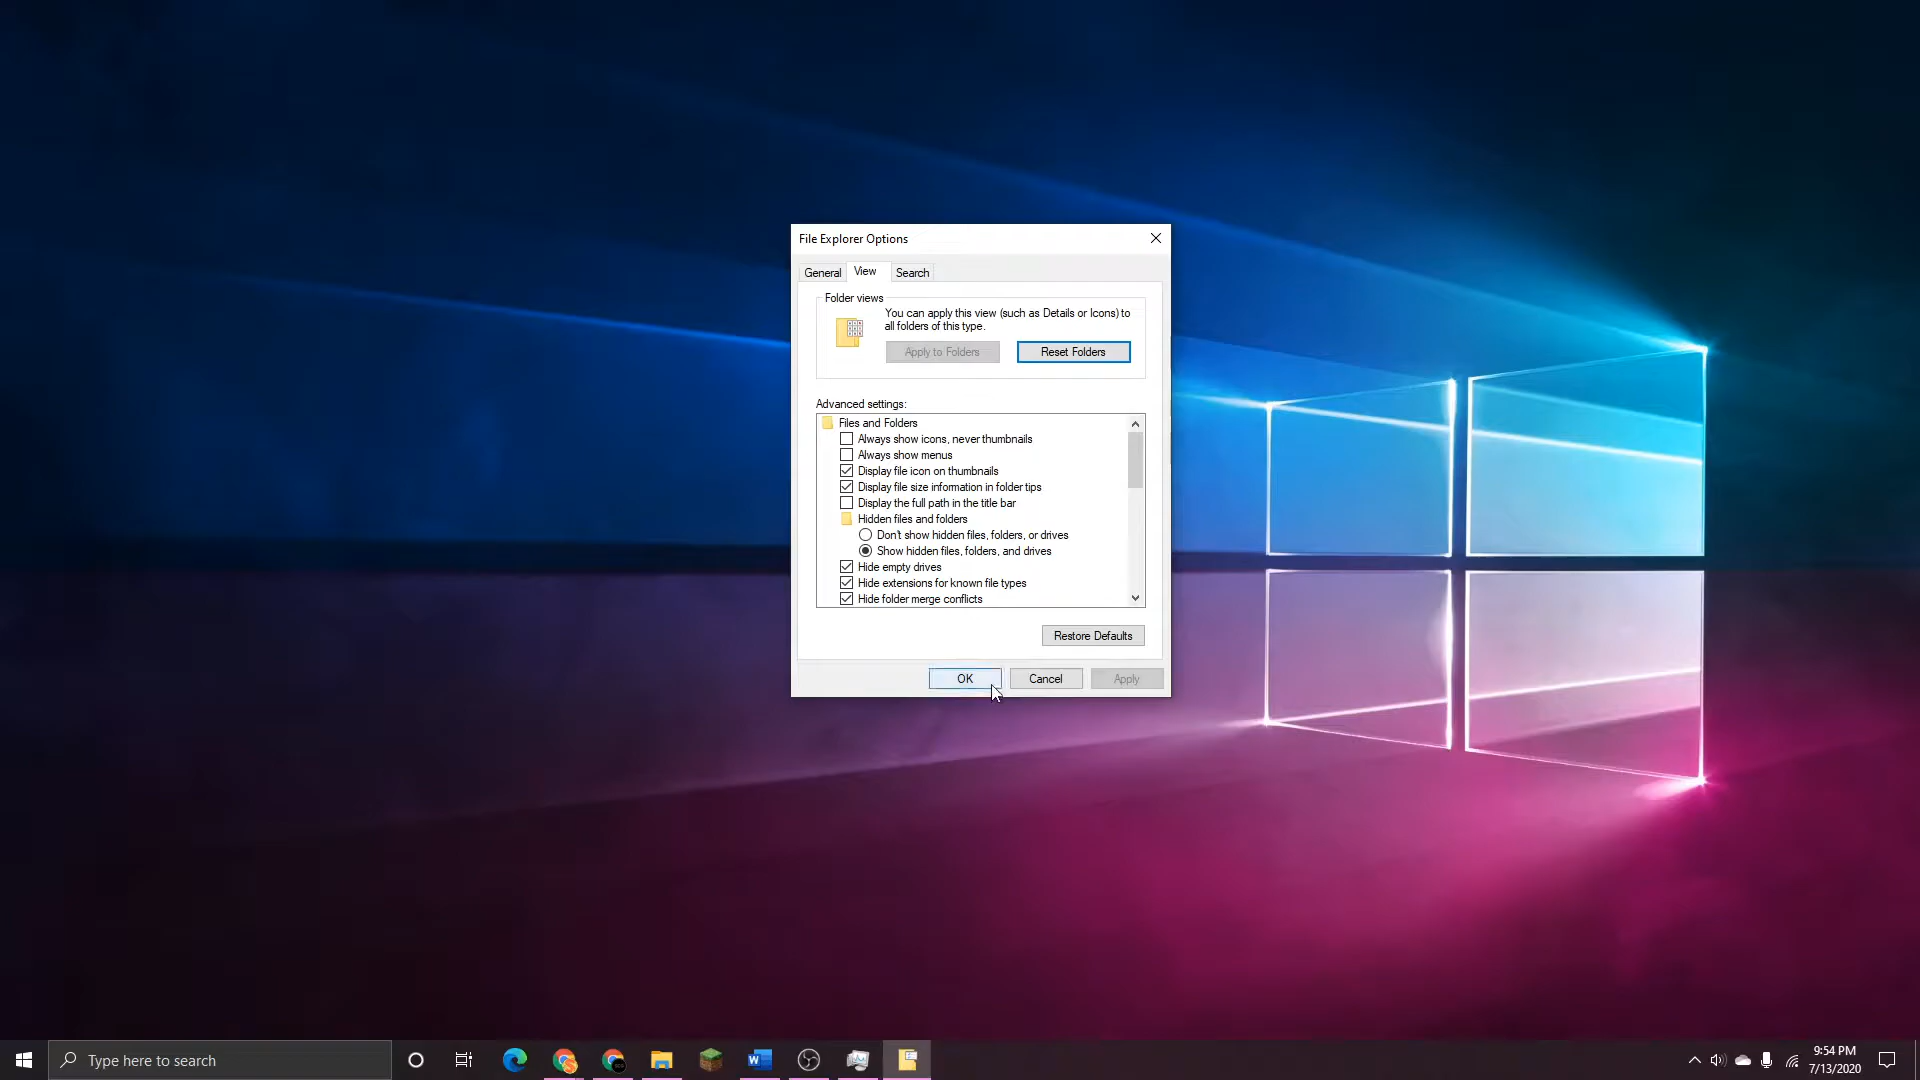 File Explorer Options
General
View
Search
Folder views
You can apply this view (such as Details or Icons) to
all folders of this type.
Apply to Folders
Reset Folders
Advanced settings:
Files and Folders
Always show icons, never thumbnails
Always show menus
Display file icon on thumbnails
Display file size information in folder tips
Display the full path in the title bar
Hidden files and folders
Don't show hidden files, folders, or drives
Show hidden files, folders, and drives
Hide empty drives
Hide extensions for known file types
Hide folder merge conflicts
Restore Defaults
OK
Cancel
Apply
Type here to search
9:54 PM
7/13/2020